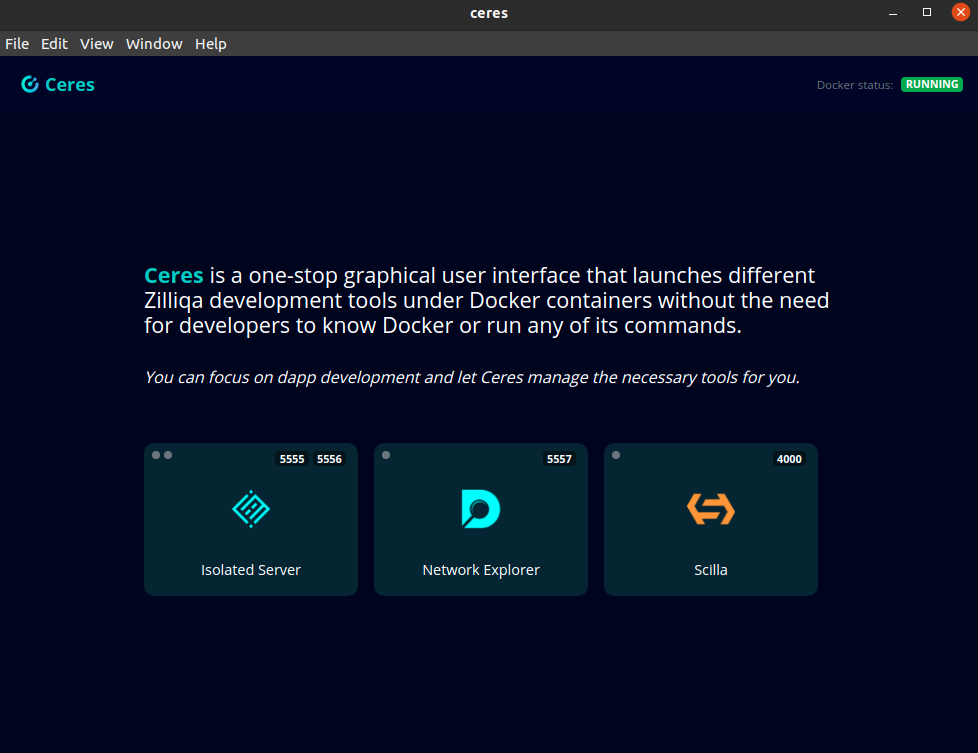 ceres
File Edit View Window Help
Ceres
Docker status: RUNNING
Ceres is a one-stop graphical user interface that launches different
Zilliqa development tools under Docker containers without the need
for developers to know Docker or run any of its commands.
You can focus on dapp development and let Ceres manage the necessary tools for you.
5555 5556
Isolated Server
5557
Network Explorer
4000
Scilla